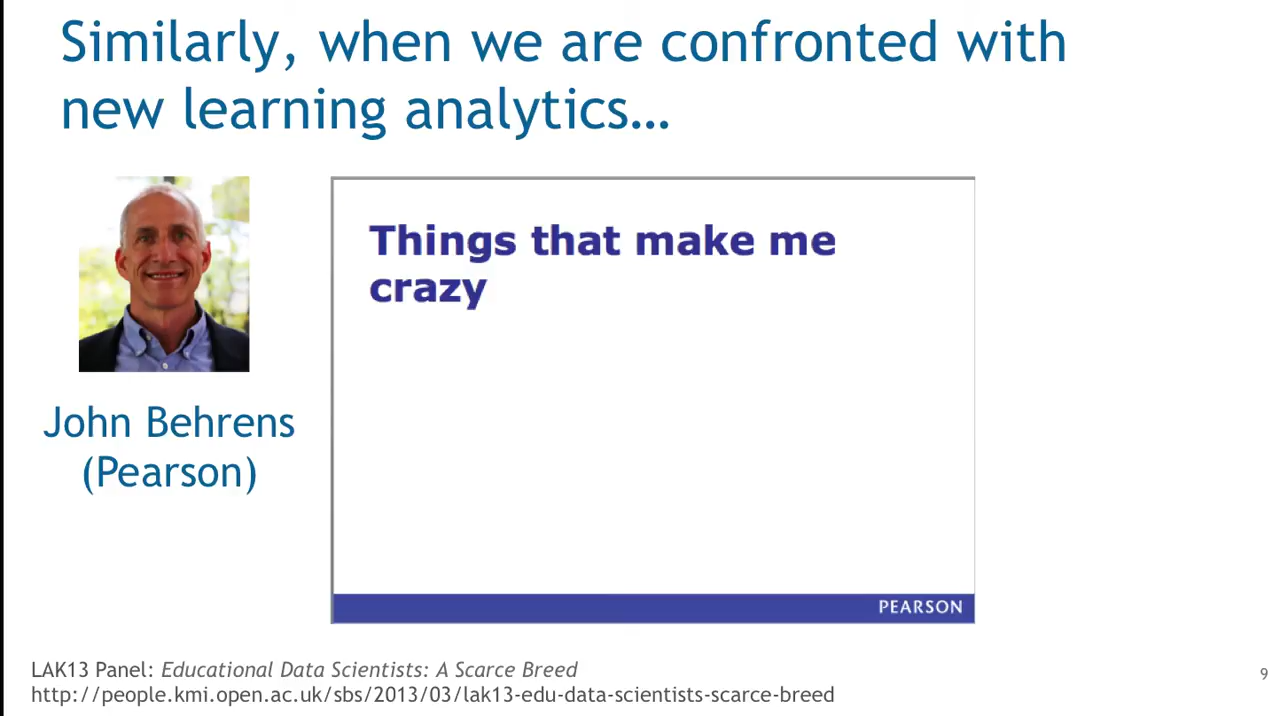 Similarly, when we are confronted with
new learning analytics…
Things that make me
crazy
John Behrens
(Pearson)
PEARSON
LAK13 Panel: Educational Data Scientists: A Scarce Breed
http://people.kmi.open.ac.uk/sbs/2013/03/lak13-edu-data-scientists-scarce-breed
9